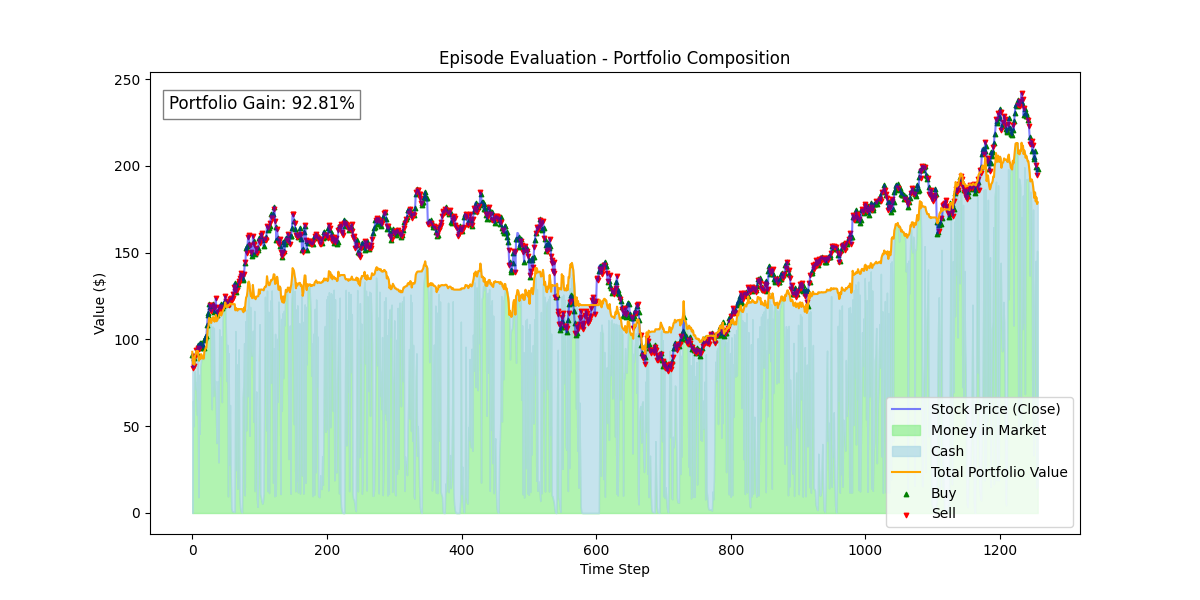 Episode Evaluation - Portfolio Composition
Portfolio Gain: 92.81%
Value ($)
250
200
150
100
50
0
0 200 400 600 800 1000 1200
Time Step
Stock Price (Close)
Money in Market
Cash
Total Portfolio Value
Buy
Sell